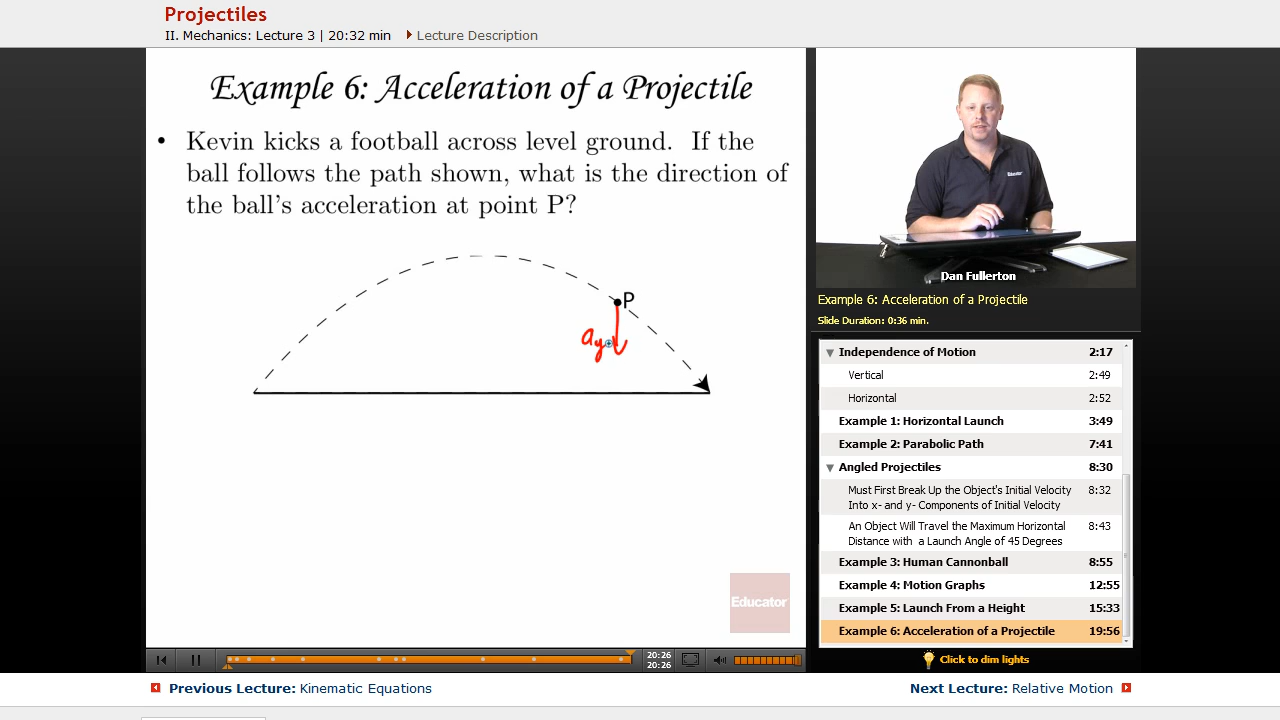 Projectiles
II. Mechanics: Lecture 3 | 20:32 min Lecture Description
Example 6: Acceleration of a Projectile
• Kevin kicks a football across level ground. If the
ball follows the path shown, what is the direction of
the ball's acceleration at point P?
P
ay
Educator
Educator
Dan Fullerton
Example 6: Acceleration of a Projectile
Slide Duration: 0:36 min.
Independence of Motion 2:17
Vertical 2:49
Horizontal 2:52
Example 1: Horizontal Launch 3:49
Example 2: Parabolic Path 7:41
Angled Projectiles 8:30
Must First Break Up the Object's Initial Velocity 8:32
Into x- and y- Components of Initial Velocity
An Object Will Travel the Maximum Horizontal 8:43
Distance with a Launch Angle of 45 Degrees
Example 3: Human Cannonball 8:55
Example 4: Motion Graphs 12:55
Example 5: Launch From a Height 15:33
Example 6: Acceleration of a Projectile 19:56
20:26
20:26
Click to dim lights
Previous Lecture: Kinematic Equations
Next Lecture: Relative Motion